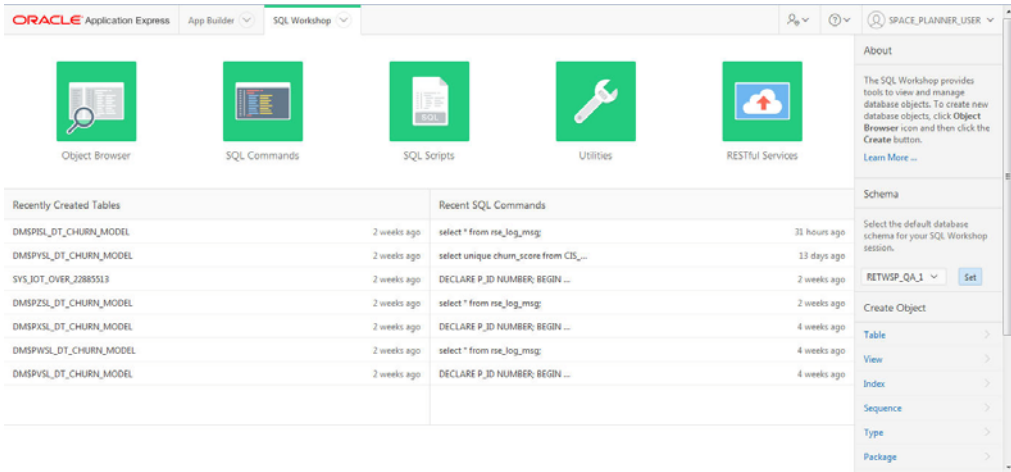 ORACLE Application Express App Builder SQL Workshop SPACE_PLANNER_USER
SQL
Object Browser SQL Commands SQL Scripts Utilities RESTful Services
Recently Created Tables
DM$PISL_DT_CHURN_MODEL 2 weeks ago
DM$PYSL_DT_CHURN_MODEL 2 weeks ago
SYS_IOT_OVER_22885513 2 weeks ago
DM$PZSL_DT_CHURN_MODEL 2 weeks ago
DM$PXSL_DT_CHURN_MODEL 2 weeks ago
DM$PWSL_DT_CHURN_MODEL 2 weeks ago
DM$PVSL_DT_CHURN_MODEL 2 weeks ago
Recent SQL Commands
select * from rse_log_msg; 31 hours ago
select unique churn_score from CIS_... 13 days ago
DECLARE P_ID NUMBER; BEGIN ... 2 weeks ago
select * from rse_log_msg; 2 weeks ago
DECLARE P_ID NUMBER; BEGIN ... 4 weeks ago
select * from rse_log_msg; 4 weeks ago
DECLARE P_ID NUMBER; BEGIN ... 4 weeks ago
About
The SQL Workshop provides
tools to view and manage
database objects. To create new
database objects, click Object
Browser icon and then click the
Create button.
Learn More ...
Schema
Select the default database
schema for your SQL Workshop
session.
RETWSP_QA_1 Set
Create Object
Table
View
Index
Sequence
Type
Package